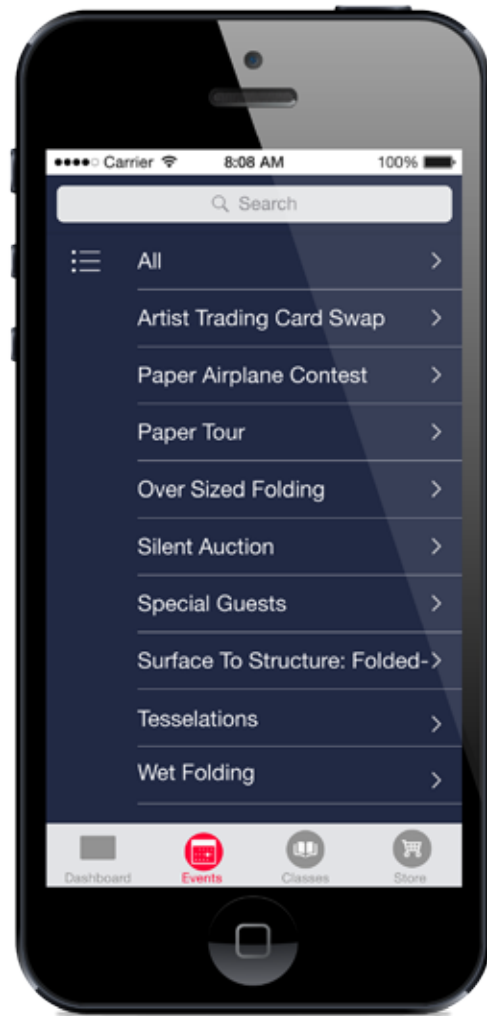 Carrier 8:08 AM 100%
Search
All
Artist Trading Card Swap
Paper Airplane Contest
Paper Tour
Over Sized Folding
Silent Auction
Special Guests
Surface To Structure: Folded-
Tesselations
Wet Folding
Dashboard Events Classes Store